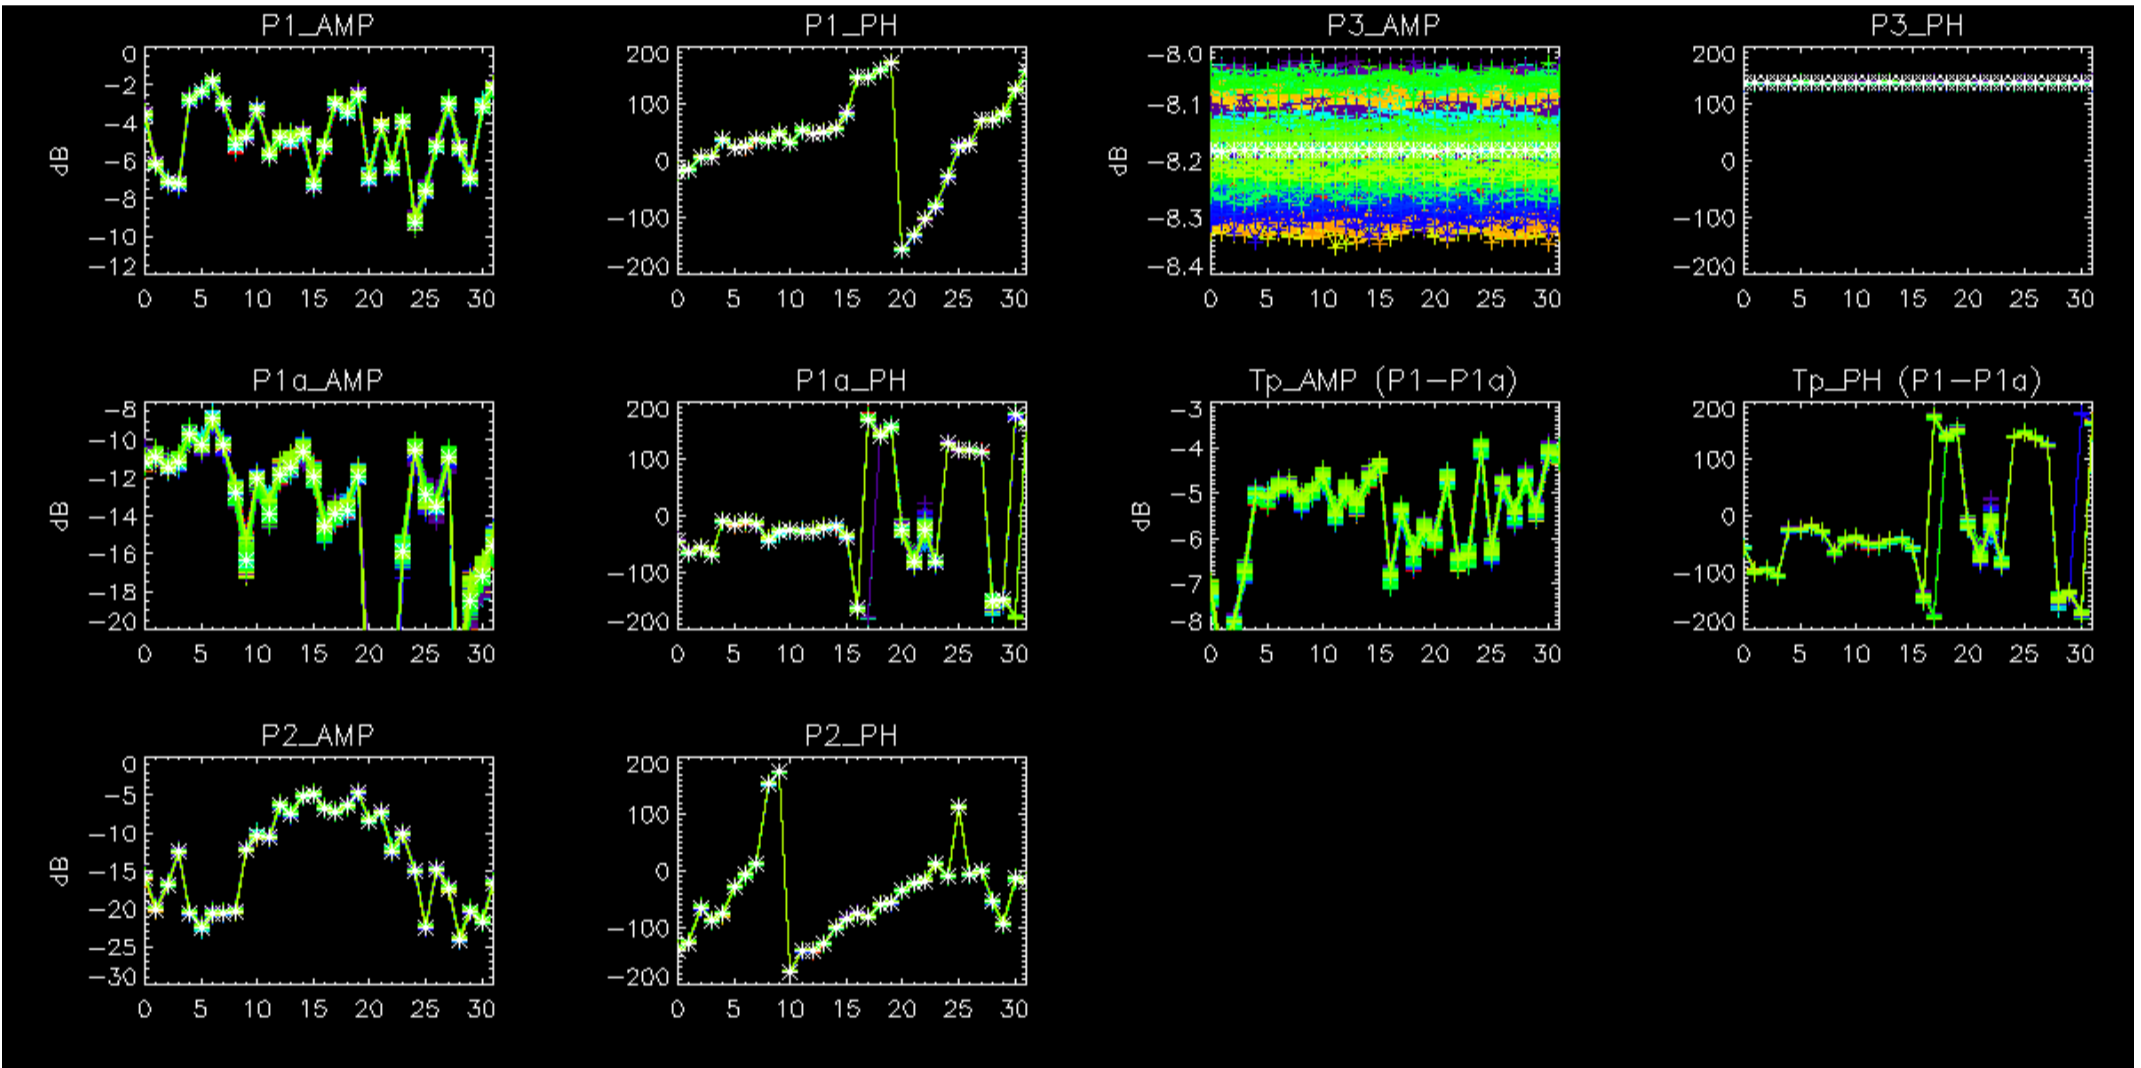 P1_AMP
P1_PH
P3_AMP
P3_PH
dB
0
-2
-4
-6
-8
-10
-12
0 5 10 15 20 25 30
200
100
0
-100
-200
0 5 10 15 20 25 30
dB
-8.0
-8.1
-8.2
-8.3
-8.4
0 5 10 15 20 25 30
200
100
0
-100
-200
0 5 10 15 20 25 30
P1a_AMP
P1a_PH
Tp_AMP (P1-P1a)
Tp_PH (P1-P1a)
dB
-8
-10
-12
-14
-16
-18
-20
0 5 10 15 20 25 30
200
100
0
-100
-200
0 5 10 15 20 25 30
dB
-3
-4
-5
-6
-7
-8
0 5 10 15 20 25 30
200
100
0
-100
-200
0 5 10 15 20 25 30
P2_AMP
P2_PH
dB
0
-5
-10
-15
-20
-25
-30
0 5 10 15 20 25 30
200
100
0
-100
-200
0 5 10 15 20 25 30